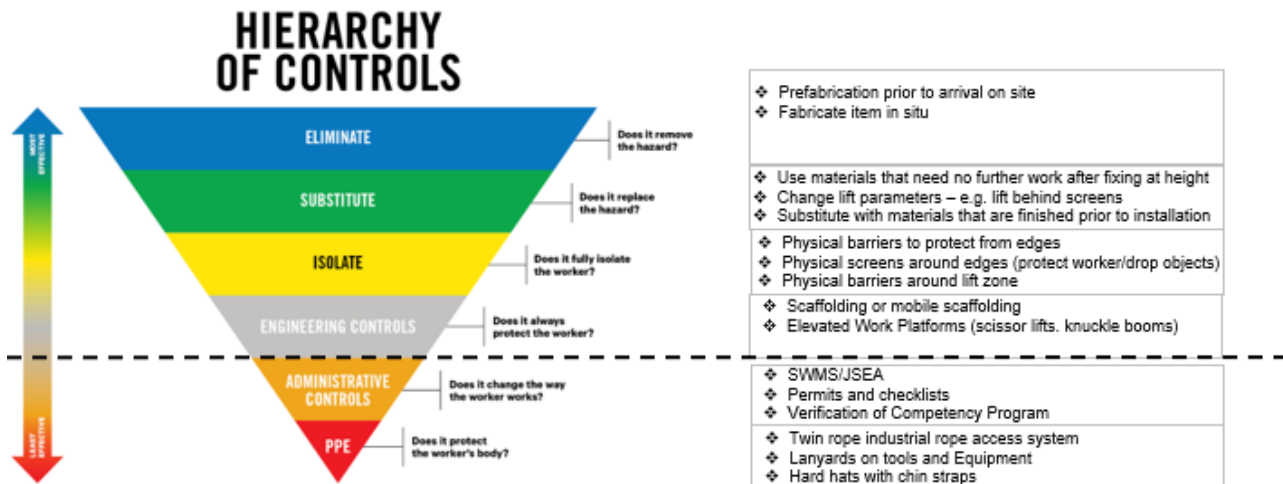 HIERARCHY
OF CONTROLS
MOST
EFFECTIVE
ELIMINATE
Does it remove
the hazard?
❖ Prefabrication prior to arrival on site
❖ Fabricate item in situ
SUBSTITUTE
Does it replace
the hazard?
❖ Use materials that need no further work after fixing at height
❖ Change lift parameters – e.g. lift behind screens
❖ Substitute with materials that are finished prior to installation
ISOLATE
Does it fully isolate
the worker?
❖ Physical barriers to protect from edges
❖ Physical screens around edges (protect worker/drop objects)
❖ Physical barriers around lift zone
ENGINEERING CONTROLS
Does it always
protect the worker?
❖ Scaffolding or mobile scaffolding
❖ Elevated Work Platforms (scissor lifts. knuckle booms)
ADMINISTRATIVE
CONTROLS
Does it change the way
the worker works?
❖ SWMS/JSEA
❖ Permits and checklists
❖ Verification of Competency Program
LEAST
EFFECTIVE
PPE
Does it protect
the worker's body?
❖ Twin rope industrial rope access system
❖ Lanyards on tools and Equipment
❖ Hard hats with chin straps